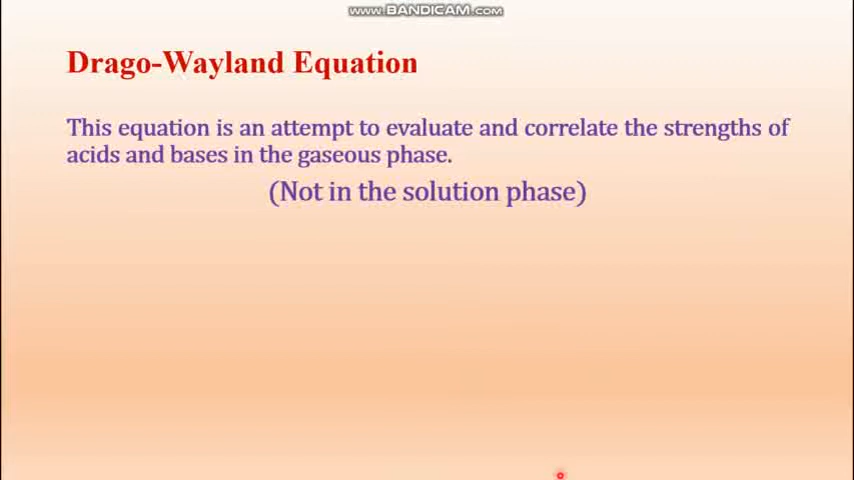 www.BANDICAM.com
Drago-Wayland Equation
This equation is an attempt to evaluate and correlate the strengths of
acids and bases in the gaseous phase.
(Not in the solution phase)